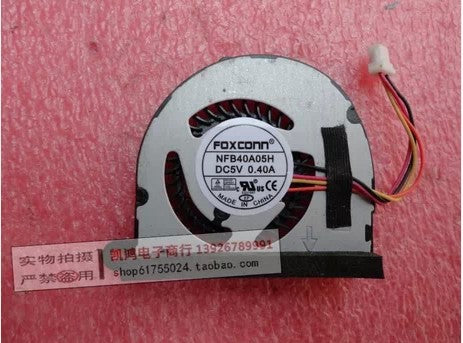 FOXCONN
NFB40A05H
DC5V 0.40A
MADE IN CHINA
实物拍摄
严禁盗用
凯鸿电子商行 13926789991
shop61755024.taobao.com